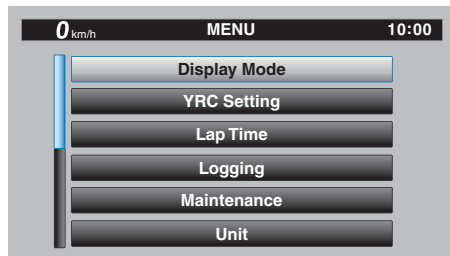 0 km/h MENU 10:00
Display Mode
YRC Setting
Lap Time
Logging
Maintenance
Unit